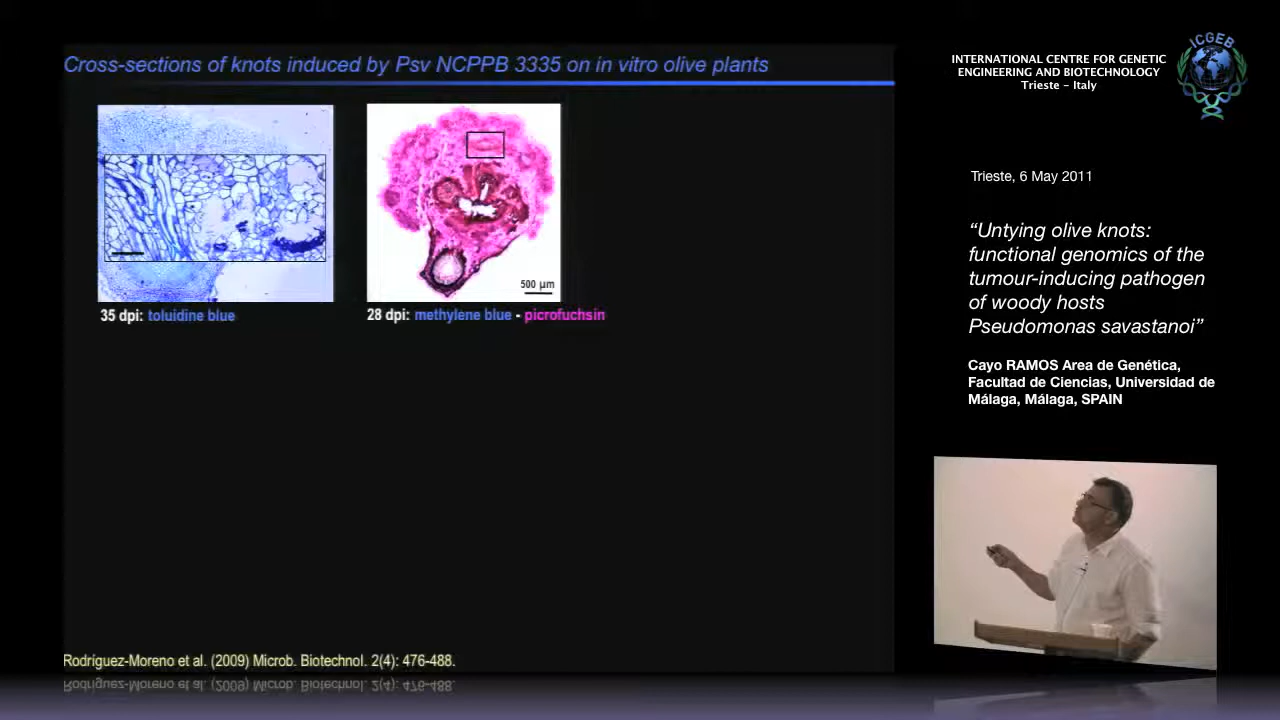 Cross-sections of knots induced by Psv NCPPB 3335 on in vitro olive plants
500 µm
35 dpi: toluidine blue
28 dpi: methylene blue - picrofuchsin
Rodríguez-Moreno et al. (2009) Microb. Biotechnol. 2(4): 476-488.
INTERNATIONAL CENTRE FOR GENETIC
ENGINEERING AND BIOTECHNOLOGY
Trieste - Italy
ICGEB
Trieste, 6 May 2011
“Untying olive knots:
functional genomics of the
tumour-inducing pathogen
of woody hosts
Pseudomonas savastanoi”
Cayo RAMOS Area de Genética,
Facultad de Ciencias, Universidad de
Málaga, Málaga, SPAIN